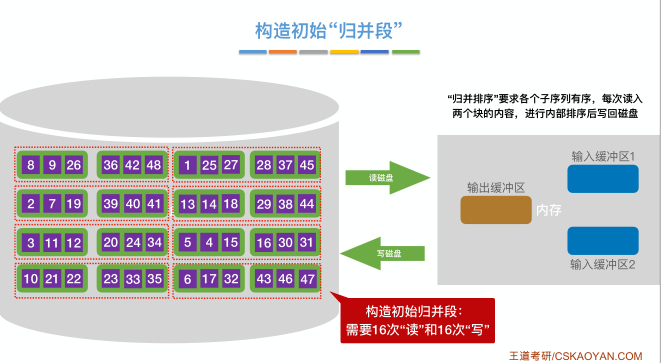 构造初始“归并段”
“归并排序”要求各个子序列有序，每次读入
两个块的内容，进行内部排序后写回磁盘
8 9 26 36 42 48 1 25 27 28 37 45
2 7 19 39 40 41 13 14 18 29 38 44
3 11 12 20 24 34 5 4 15 16 30 31
10 21 22 23 33 35 6 17 32 43 46 47
读磁盘
写磁盘
输入缓冲区1
输出缓冲区
内存
输入缓冲区2
构造初始归并段：
需要16次“读”和16次“写”
王道考研/CSKAOYAN.COM